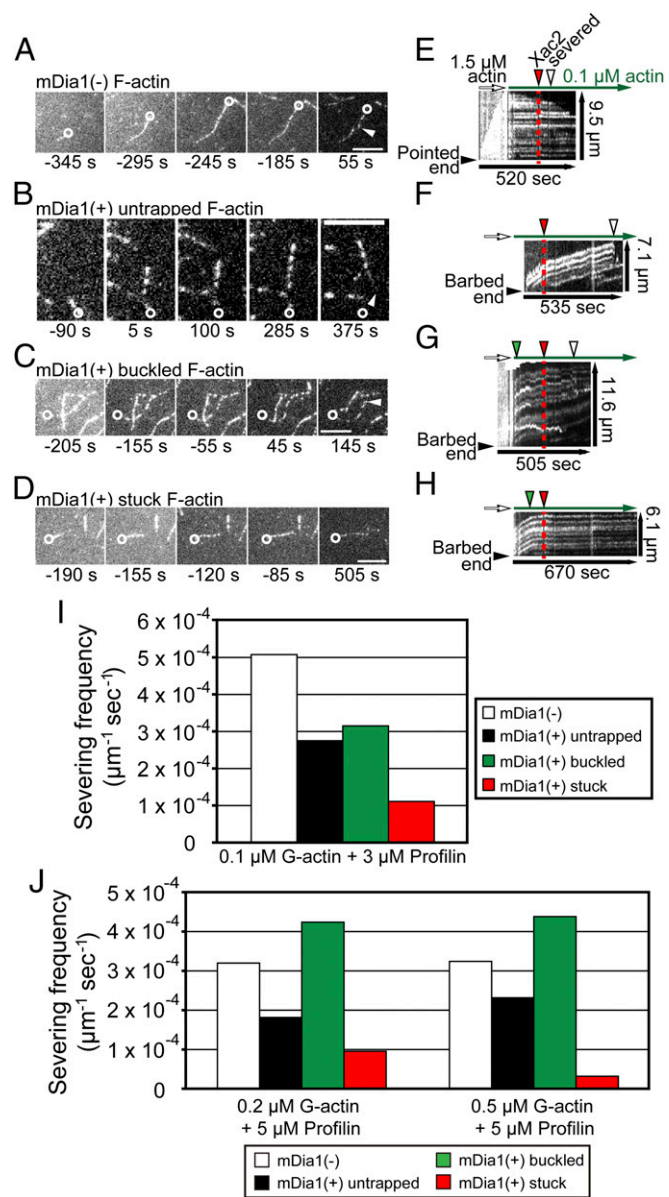 A
mDia1(-) F-actin
-345 s -295 s -245 s -185 s 55 s
B
mDia1(+) untrapped F-actin
-90 s 5 s 100 s 285 s 375 s
C
mDia1(+) buckled F-actin
-205 s -155 s -55 s 45 s 145 s
D
mDia1(+) stuck F-actin
-190 s -155 s -120 s -85 s 505 s
E
Xac2
severed
1.5 µM
actin
0.1 µM actin
Pointed
end
9.5 µm
520 sec
F
Barbed
end
7.1 µm
535 sec
G
Barbed
end
11.6 µm
505 sec
H
Barbed
end
6.1 µm
670 sec
I
Severing frequency
(µm⁻¹ sec⁻¹)
6 x 10⁻⁴
5 x 10⁻⁴
4 x 10⁻⁴
3 x 10⁻⁴
2 x 10⁻⁴
1 x 10⁻⁴
0
0.1 µM G-actin + 3 µM Profilin
mDia1(-)
mDia1(+) untrapped
mDia1(+) buckled
mDia1(+) stuck
J
Severing frequency
(µm⁻¹ sec⁻¹)
5 x 10⁻⁴
4 x 10⁻⁴
3 x 10⁻⁴
2 x 10⁻⁴
1 x 10⁻⁴
0
0.2 µM G-actin
+ 5 µM Profilin
0.5 µM G-actin
+ 5 µM Profilin
mDia1(-)
mDia1(+) untrapped
mDia1(+) buckled
mDia1(+) stuck